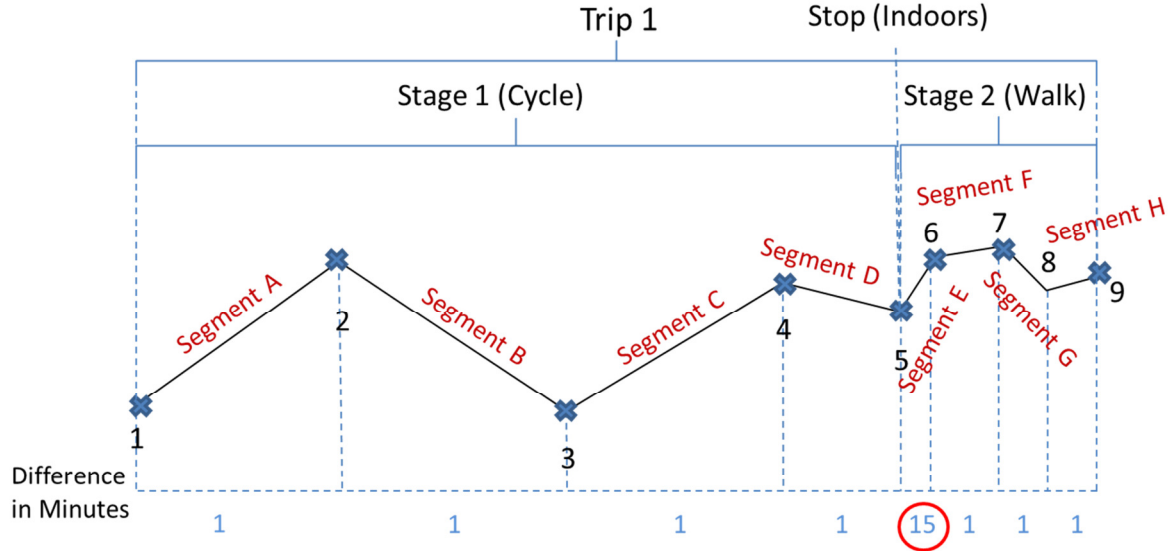 Trip 1
Stop (Indoors)
Stage 1 (Cycle)
Stage 2 (Walk)
Segment A
Segment B
Segment C
Segment D
Segment E
Segment F
Segment G
Segment H
1
2
3
4
5
6
7
8
9
Difference
in Minutes
1 1 1 1 15 1 1 1